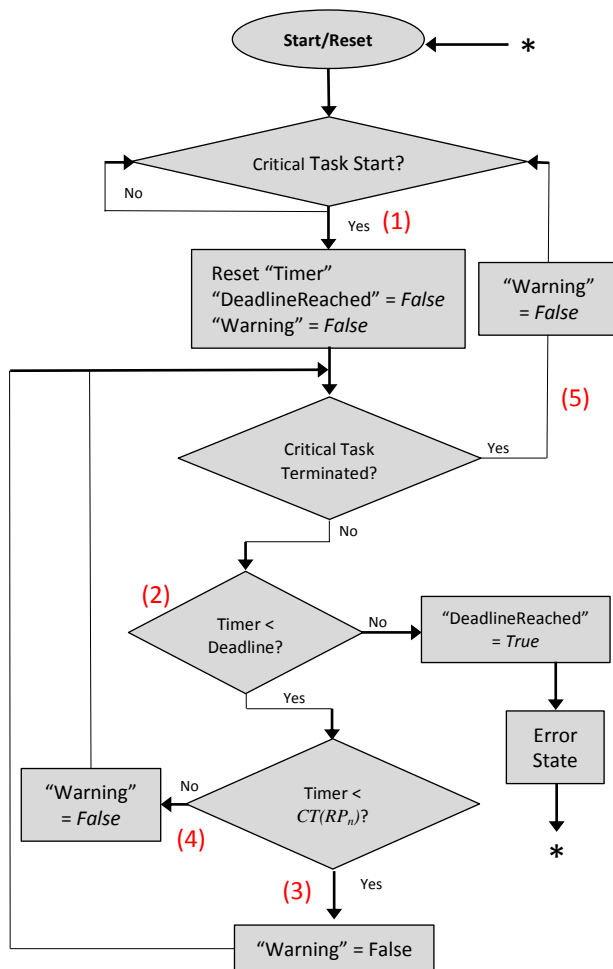 Start/Reset
*
Critical Task Start?
No
Yes
(1)
Reset “Timer”
“DeadlineReached” = False
“Warning” = False
“Warning”
= False
(5)
Critical Task
Terminated?
Yes
No
(2)
Timer <
Deadline?
No
“DeadlineReached”
= True
Yes
Error
State
*
Timer <
CT(RPn)?
No
“Warning”
= False
(4)
(3)
Yes
“Warning” = False